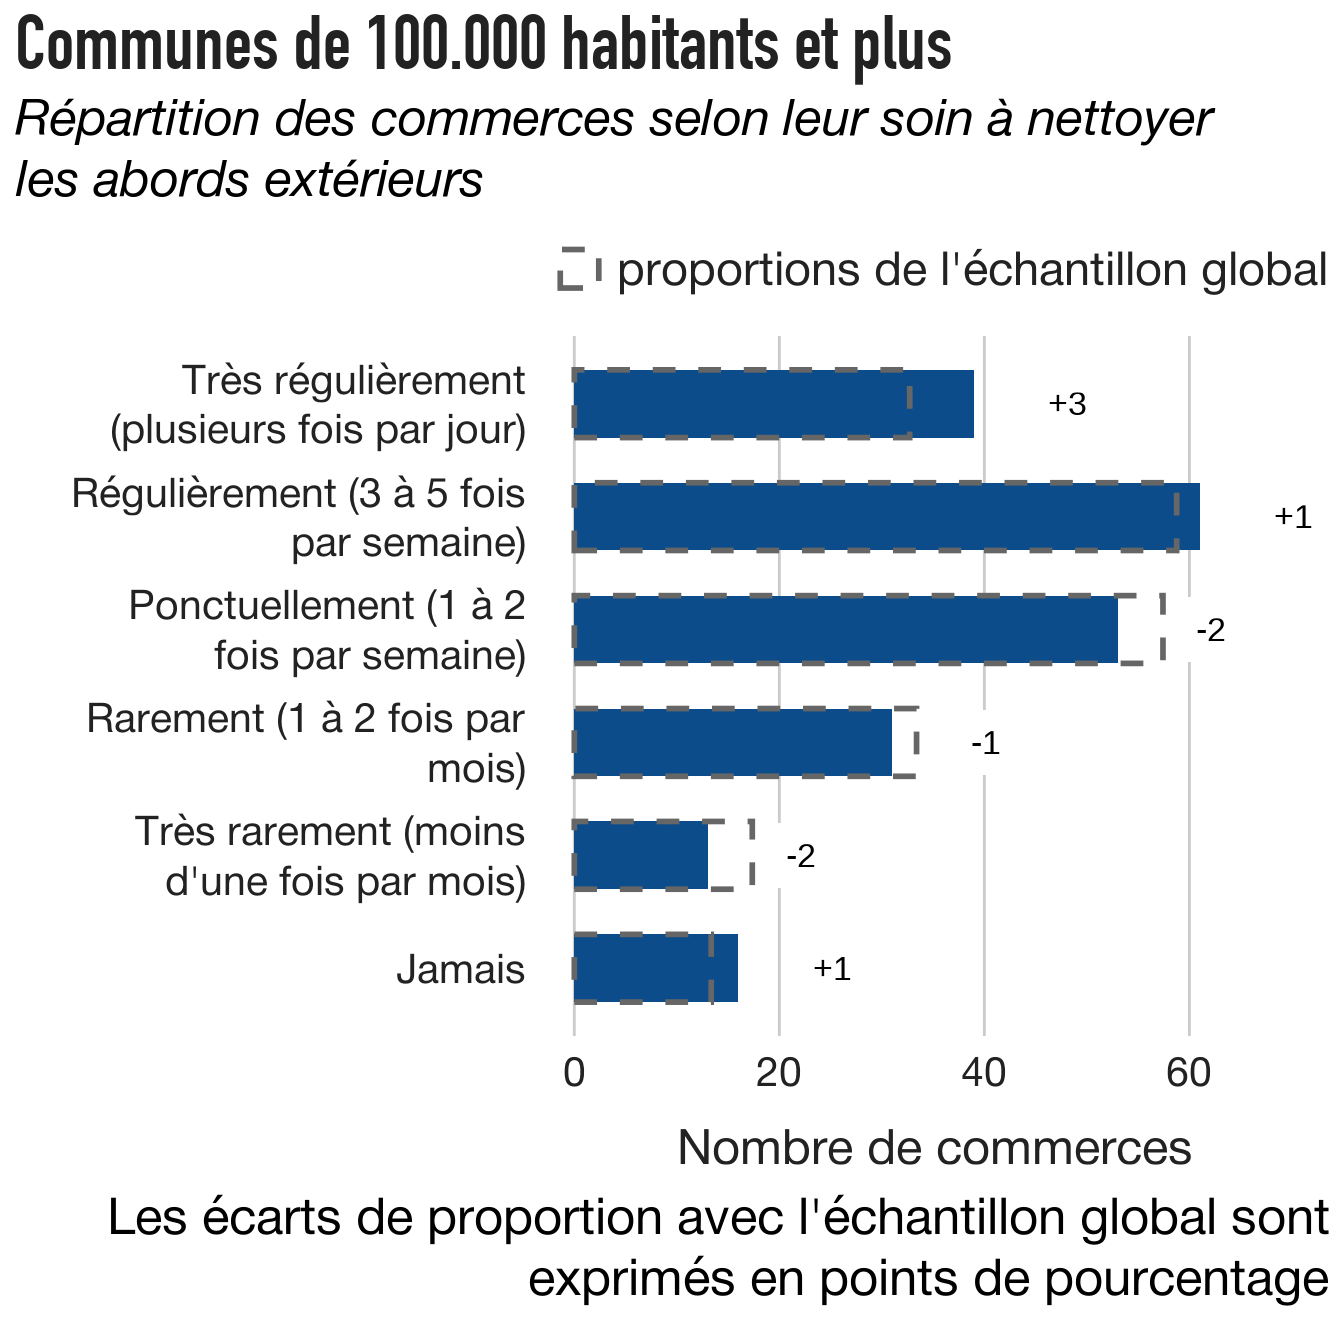 Communes de 100.000 habitants et plus
Répartition des commerces selon leur soin à nettoyer
les abords extérieurs
proportions de l'échantillon global
Très régulièrement
(plusieurs fois par jour)
+3
Régulièrement (3 à 5 fois
par semaine)
+1
Ponctuellement (1 à 2
fois par semaine)
-2
Rarement (1 à 2 fois par
mois)
-1
Très rarement (moins
d'une fois par mois)
-2
Jamais
+1
0 20 40 60
Nombre de commerces
Les écarts de proportion avec l'échantillon global sont
exprimés en points de pourcentage